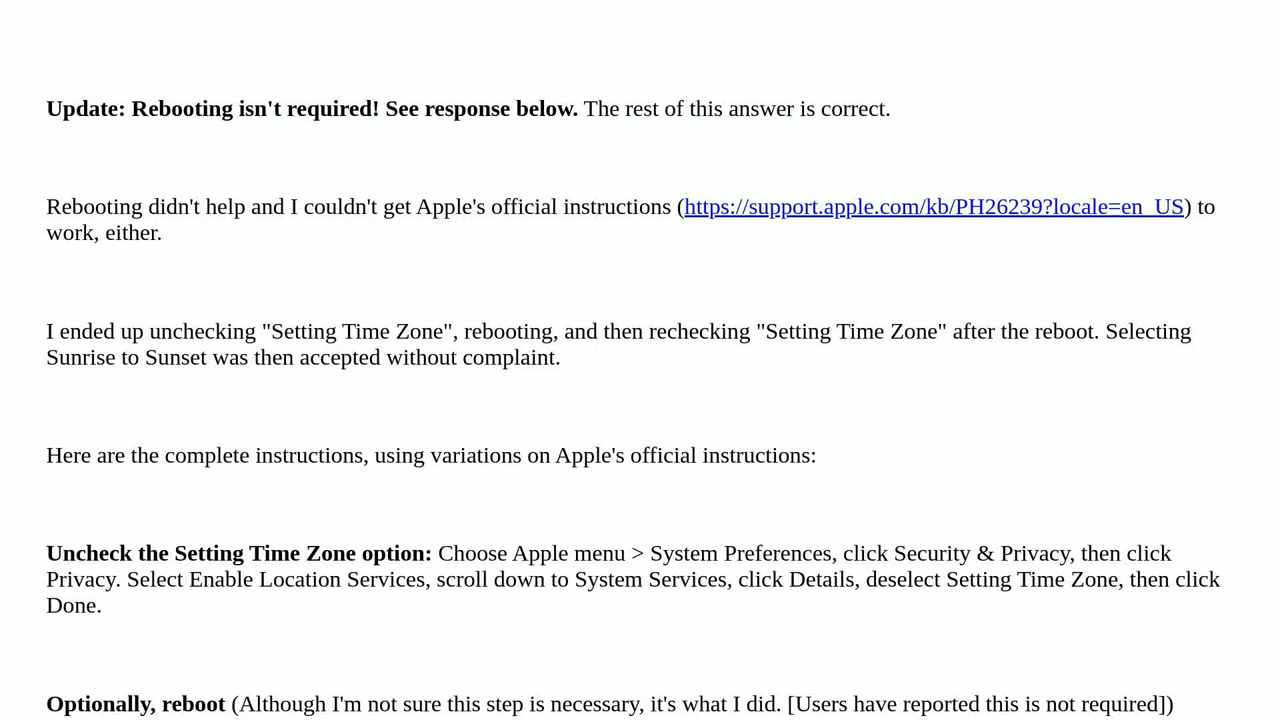 Update: Rebooting isn't required! See response below. The rest of this answer is correct.
Rebooting didn't help and I couldn't get Apple's official instructions (https://support.apple.com/kb/PH26239?locale=en_US) to
work, either.
I ended up unchecking "Setting Time Zone", rebooting, and then rechecking "Setting Time Zone" after the reboot. Selecting
Sunrise to Sunset was then accepted without complaint.
Here are the complete instructions, using variations on Apple's official instructions:
Uncheck the Setting Time Zone option: Choose Apple menu > System Preferences, click Security & Privacy, then click
Privacy. Select Enable Location Services, scroll down to System Services, click Details, deselect Setting Time Zone, then click
Done.
Optionally, reboot (Although I'm not sure this step is necessary, it's what I did. [Users have reported this is not required])